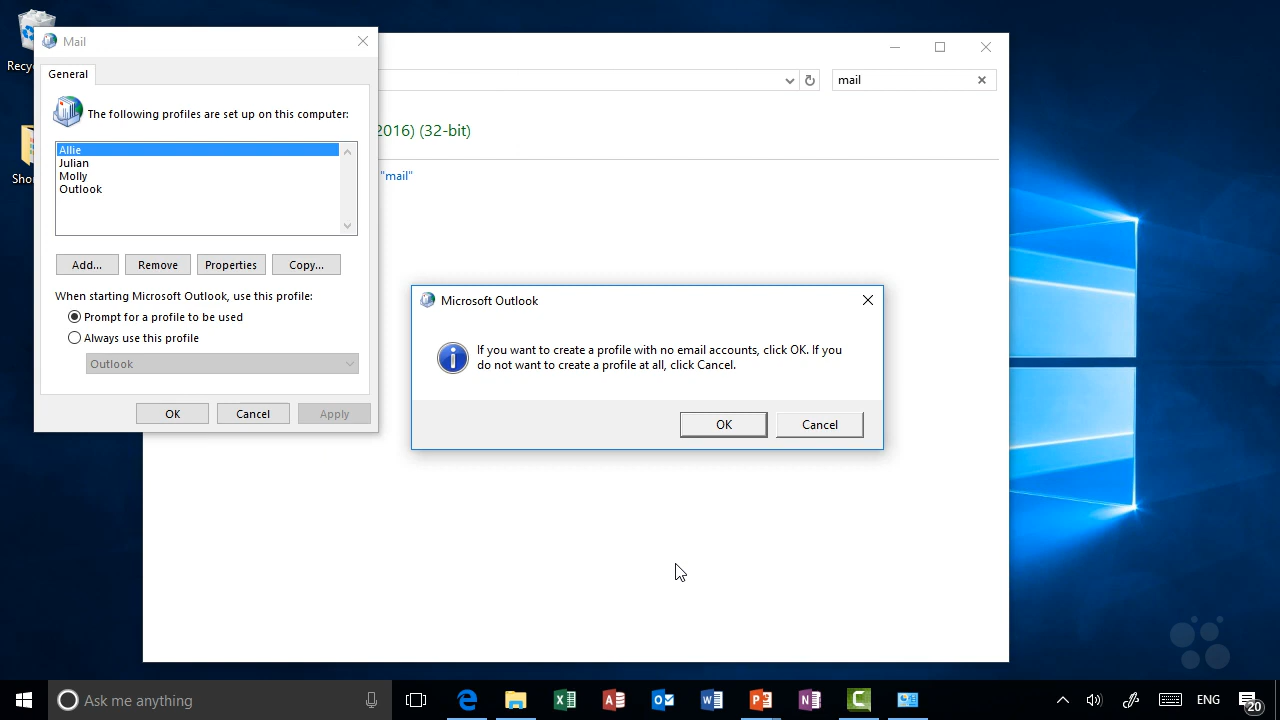 Recy
Shor
Mail
General
The following profiles are set up on this computer:
Allie
Julian
Molly
Outlook
Add...
Remove
Properties
Copy...
When starting Microsoft Outlook, use this profile:
Prompt for a profile to be used
Always use this profile
Outlook
OK
Cancel
Apply
mail
2016) (32-bit)
"mail"
Microsoft Outlook
If you want to create a profile with no email accounts, click OK. If you
do not want to create a profile at all, click Cancel.
OK
Cancel
Ask me anything
ENG
20